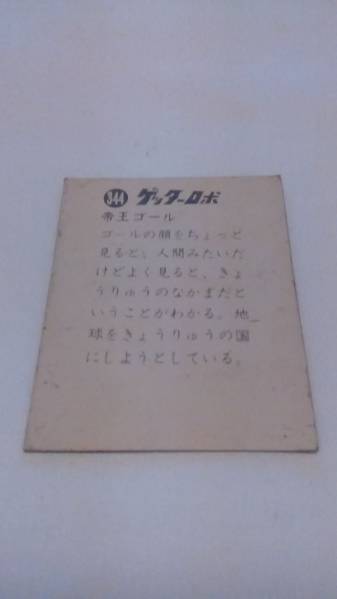 344 ゲッターロボ
帝王ゴール
ゴールの顔をちょっと
見ると、人間みたいだ
けどよく見ると、きょ
うりゅうのなかまだと
いうことがわかる。地
球をきょうりゅうの国
にしようとしている。